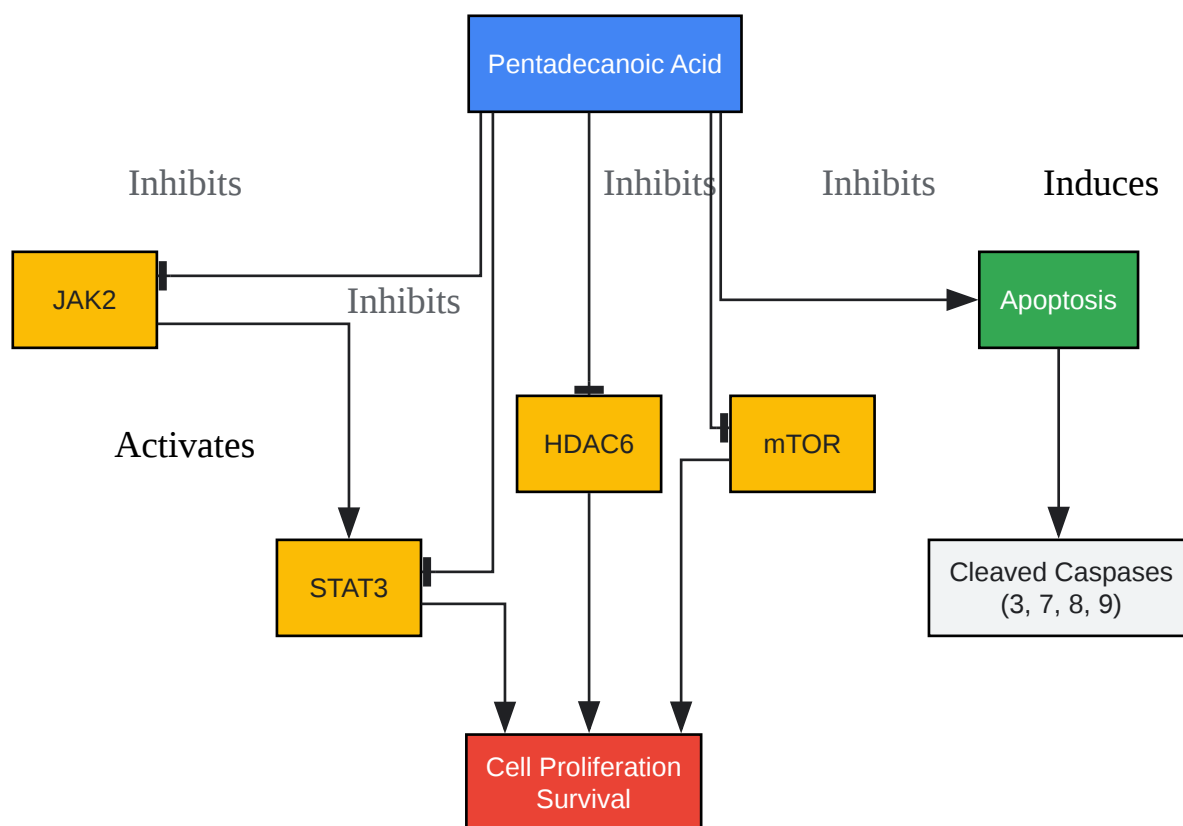 Pentadecanoic Acid
Inhibits
Inhibits
Inhibits
Induces
JAK2
Inhibits
Apoptosis
Activates
HDAC6
mTOR
STAT3
Cleaved Caspases
(3, 7, 8, 9)
Cell Proliferation
Survival